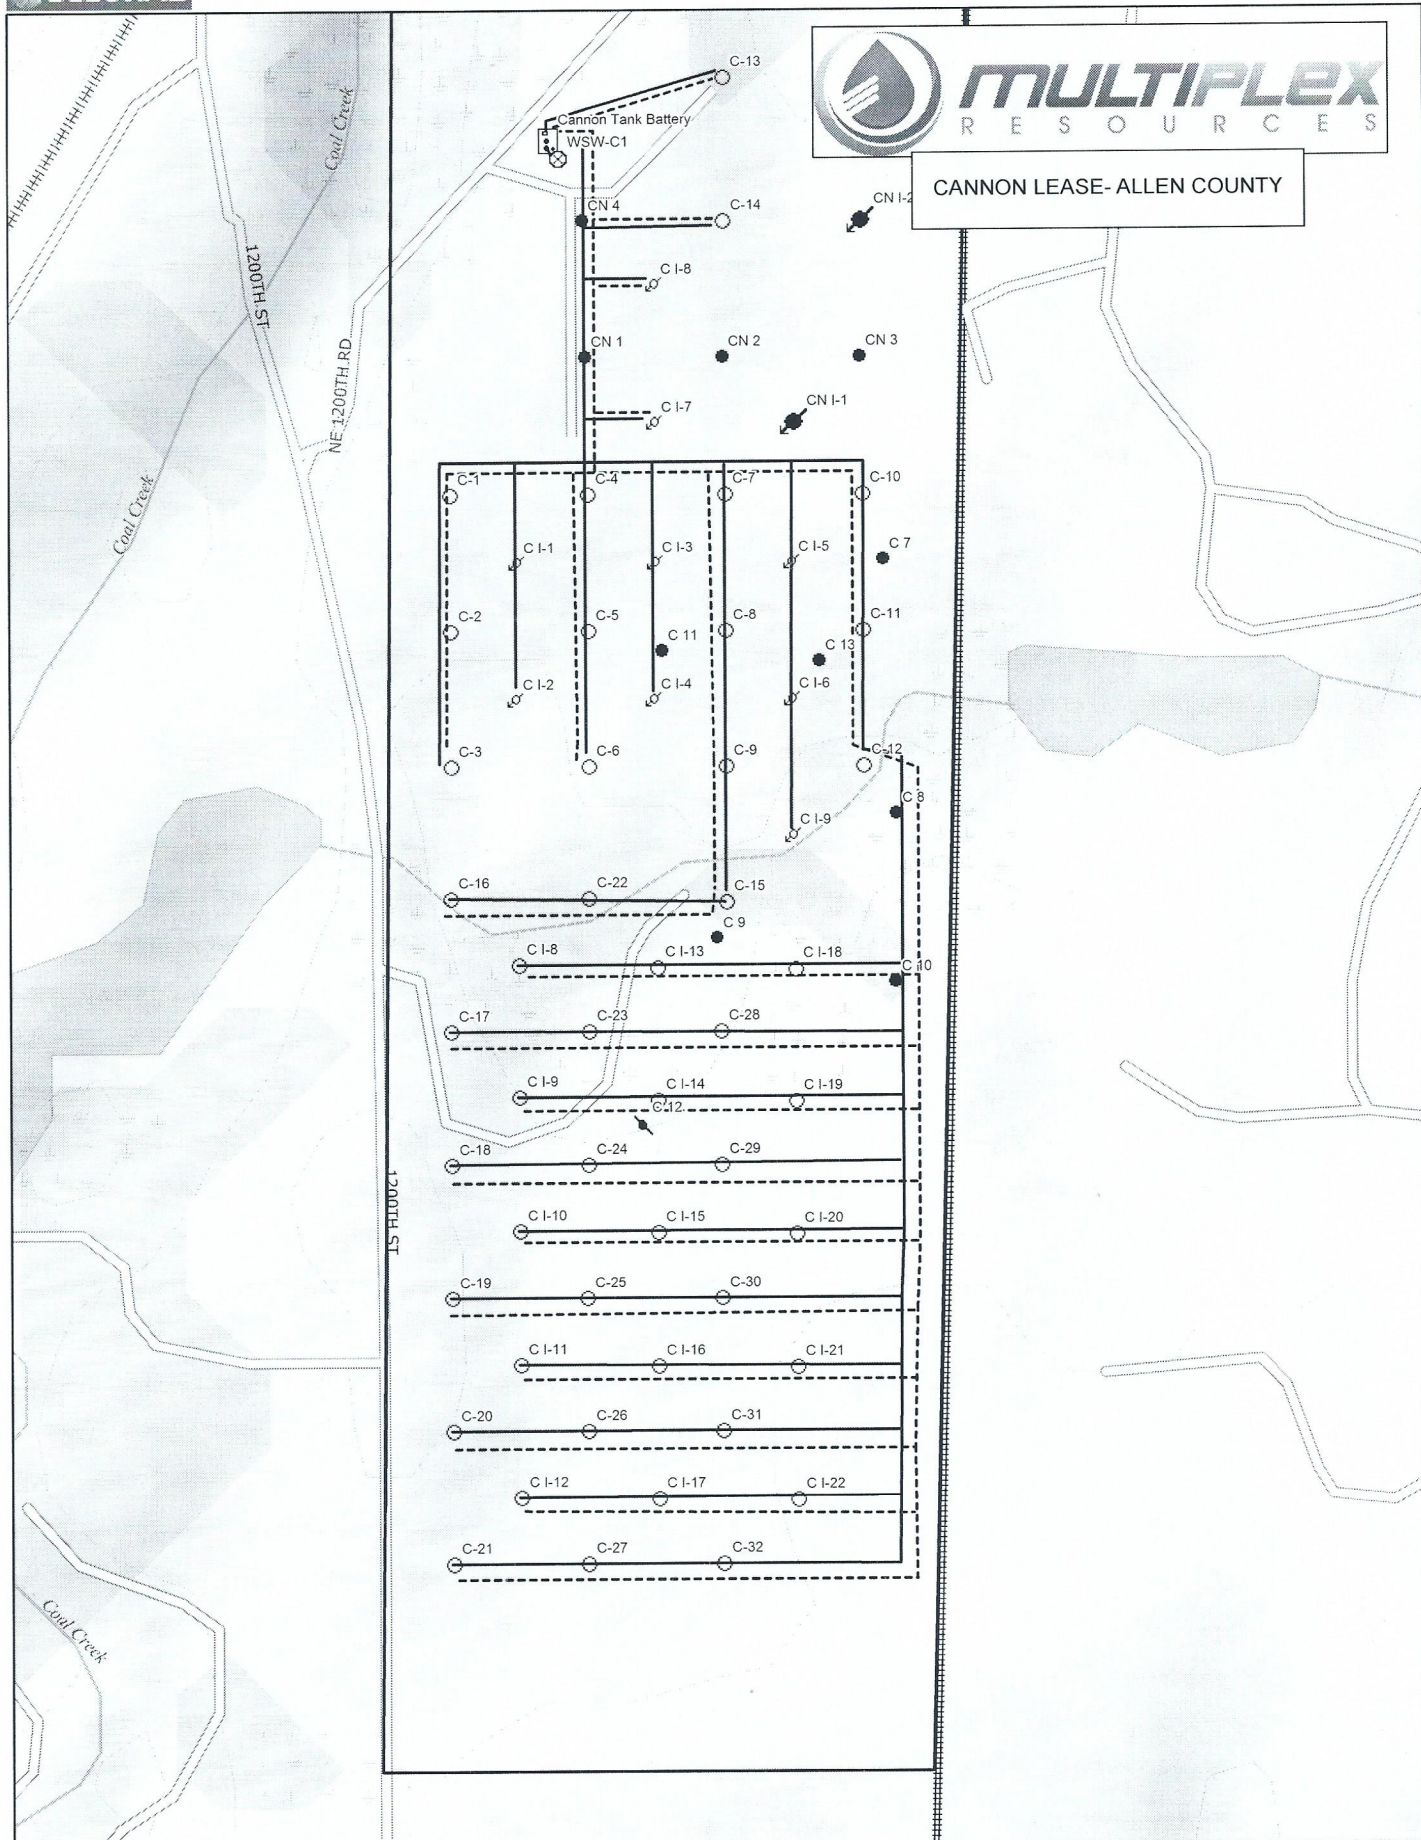 MULTIPLEX
RESOURCES
CANNON LEASE- ALLEN COUNTY
C-13
Cannon Tank Battery
WSW-C1
Coal Creek
CN 4
C-14
CN I-2
1200TH ST
C I-8
NE 1200TH RD
CN 1
CN 2
CN 3
C I-7
CN I-1
Coal Creek
C-1
C-4
C-7
C-10
C I-1
C I-3
C I-5
C 7
C-2
C-5
C-8
C-11
C 11
C 13
C I-2
C I-4
C I-6
C-3
C-6
C-9
C-12
C 8
C I-9
C-16
C-22
C-15
C 9
C I-8
C I-13
C I-18
C 10
C-17
C-23
C-28
C I-9
C I-14
C I-19
C 12
C-18
C-24
C-29
1200TH ST
C I-10
C I-15
C I-20
C-19
C-25
C-30
C I-11
C I-16
C I-21
C-20
C-26
C-31
C I-12
C I-17
C I-22
C-21
C-27
C-32
Coal Creek